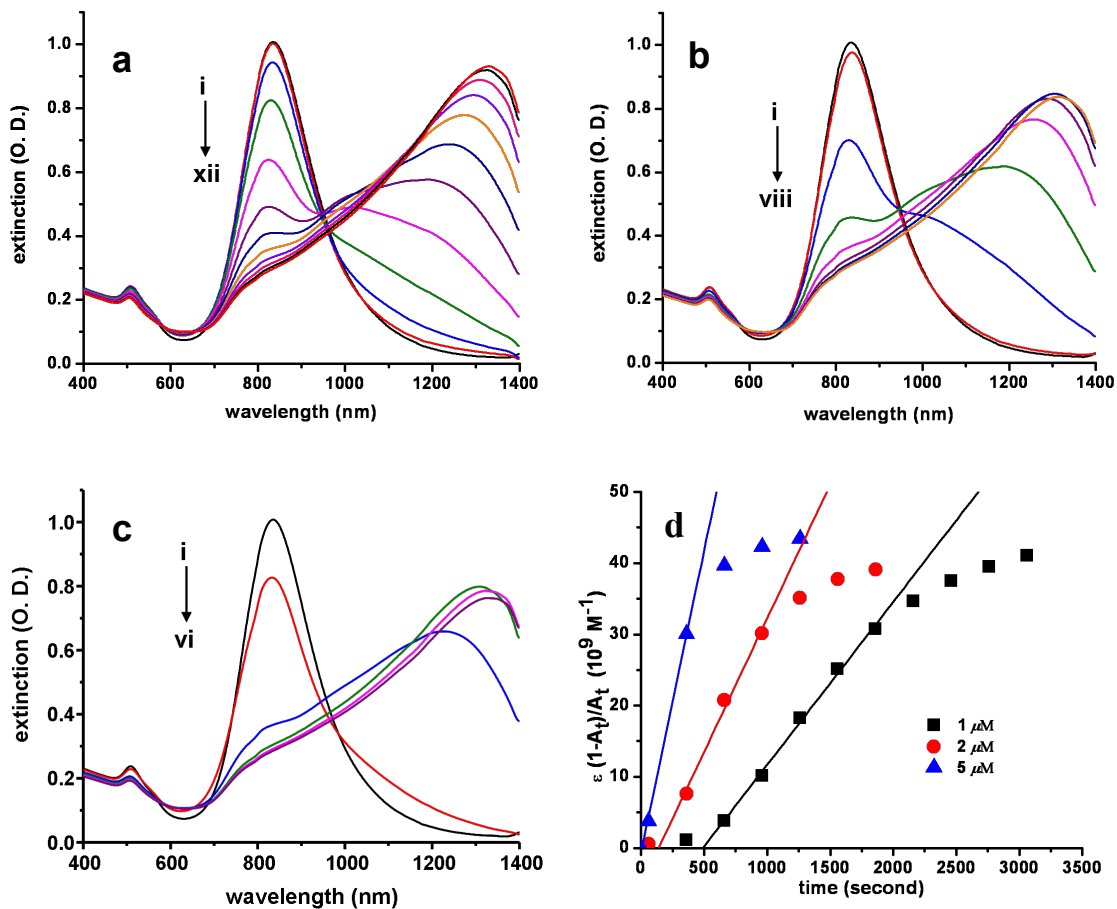 a
i
xii
extinction (O. D.)
1.0
0.8
0.6
0.4
0.2
0.0
400 600 800 1000 1200 1400
wavelength (nm)
b
i
viii
extinction (O. D.)
1.0
0.8
0.6
0.4
0.2
0.0
400 600 800 1000 1200 1400
wavelength (nm)
c
i
vi
extinction (O. D.)
1.0
0.8
0.6
0.4
0.2
0.0
400 600 800 1000 1200 1400
wavelength (nm)
d
ε (1-At)/At (10⁹ M⁻¹)
50
40
30
20
10
0
1 μM
2 μM
5 μM
0 500 1000 1500 2000 2500 3000 3500
time (second)